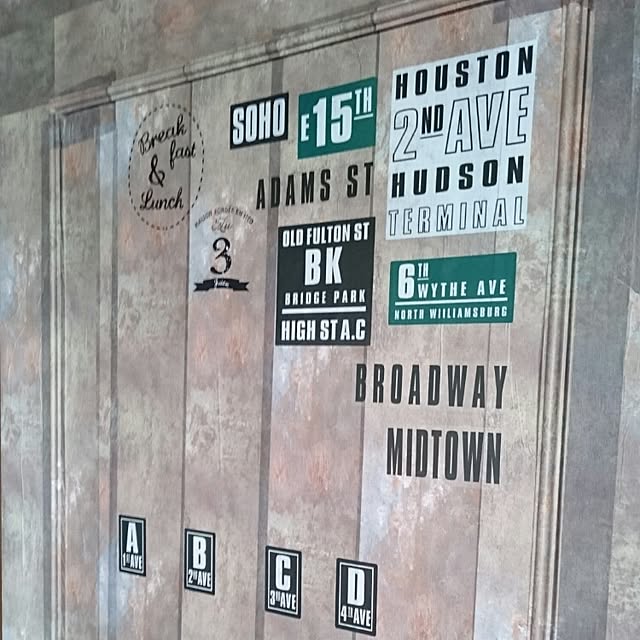 Break
& fast
Lunch
3
SOHO
E 15TH
ADAMS ST
OLD FULTON ST
BK
BRIDGE PARK
HIGH ST A.C
HOUSTON
2ND AVE
HUDSON
TERMINAL
6TH
WYTHE AVE
NORTH WILLIAMSBURG
BROADWAY
MIDTOWN
A
1ST AVE
B
2ND AVE
C
3RD AVE
D
4TH AVE